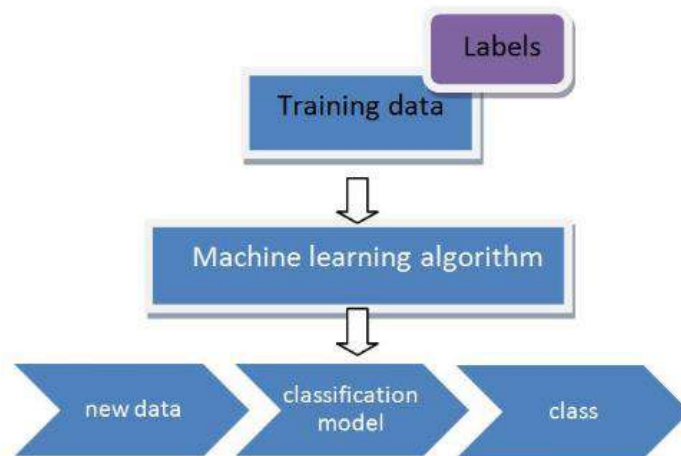 Labels
Training data
Machine learning algorithm
new data
classification
model
class